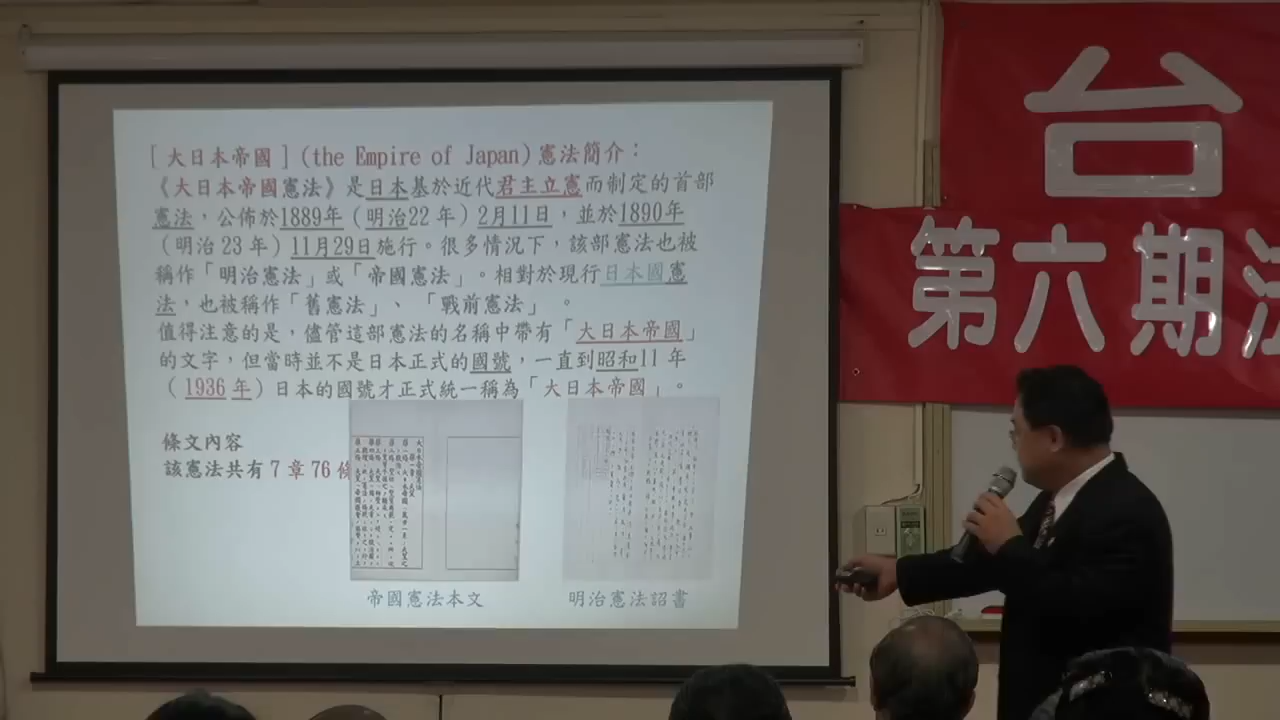 [ 大日本帝國 ] (the Empire of Japan)憲法簡介：
《大日本帝國憲法》是日本基於近代君主立憲而制定的首部
憲法，公佈於1889年（明治22 年）2月11日，並於1890年
（明治 23 年）11月29日施行。很多情況下，該部憲法也被
稱作「明治憲法」或「帝國憲法」。相對於現行日本國憲
法，也被稱作「舊憲法」、「戰前憲法」。
值得注意的是，儘管這部憲法的名稱中帶有「大日本帝國」
的文字，但當時並不是日本正式的國號，一直到昭和11 年
（ 1936 年）日本的國號才正式統一稱為「大日本帝國」。
條文內容
該憲法共有 7 章 76 條
帝國憲法本文
明治憲法詔書
台
第六期法